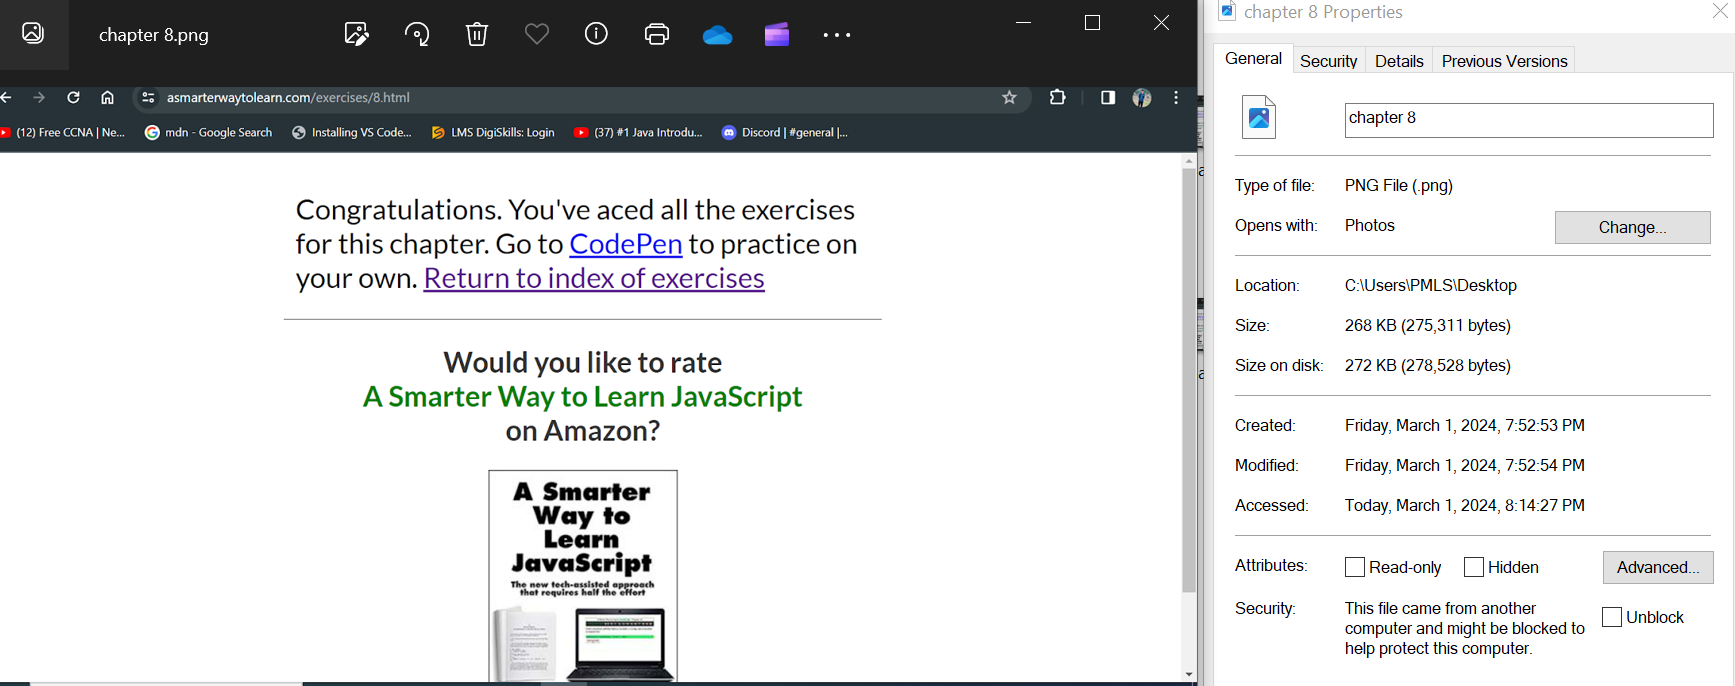 chapter 8.png
asmarterwaytolearn.com/exercises/8.html
(12) Free CCNA | Ne...
mdn - Google Search
Installing VS Code...
LMS DigiSkills: Login
(37) #1 Java Introdu...
Discord | #general |...
Congratulations. You've aced all the exercises
for this chapter. Go to CodePen to practice on
your own. Return to index of exercises
Would you like to rate
A Smarter Way to Learn JavaScript
on Amazon?
A Smarter
Way to
Learn
JavaScript
The new tech-assisted approach
that requires half the effort
chapter 8 Properties
General
Security
Details
Previous Versions
chapter 8
Type of file: PNG File (.png)
Opens with: Photos
Change...
Location: C:\Users\PMLS\Desktop
Size: 268 KB (275,311 bytes)
Size on disk: 272 KB (278,528 bytes)
Created: Friday, March 1, 2024, 7:52:53 PM
Modified: Friday, March 1, 2024, 7:52:54 PM
Accessed: Today, March 1, 2024, 8:14:27 PM
Attributes: Read-only Hidden Advanced...
Security: This file came from another
computer and might be blocked to
help protect this computer.
Unblock